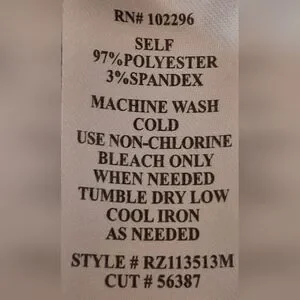 RN# 102296
SELF
97%POLYESTER
3%SPANDEX
MACHINE WASH
COLD
USE NON-CHLORINE
BLEACH ONLY
WHEN NEEDED
TUMBLE DRY LOW
COOL IRON
AS NEEDED
STYLE # RZ113513M
CUT # 56387